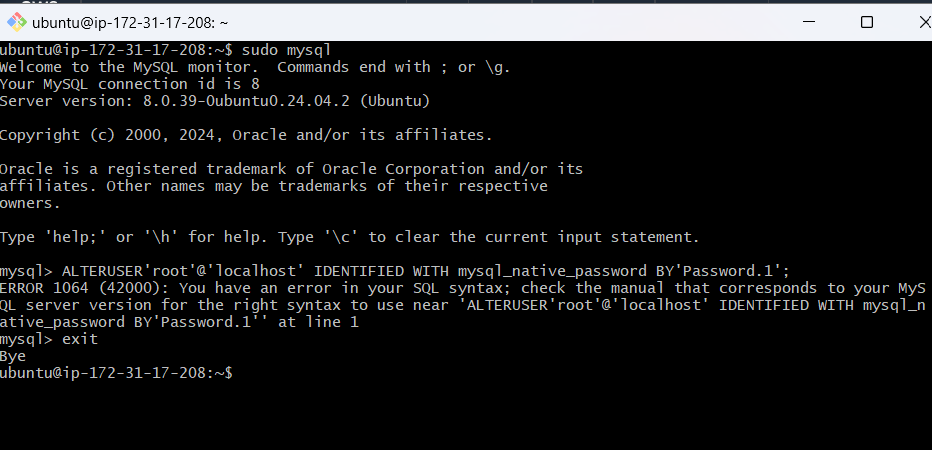 ubuntu@ip-172-31-17-208: ~
ubuntu@ip-172-31-17-208:~$ sudo mysql
Welcome to the MySQL monitor.  Commands end with ; or \g.
Your MySQL connection id is 8
Server version: 8.0.39-0ubuntu0.24.04.2 (Ubuntu)
Copyright (c) 2000, 2024, Oracle and/or its affiliates.
Oracle is a registered trademark of Oracle Corporation and/or its
affiliates. Other names may be trademarks of their respective
owners.
Type 'help;' or '\h' for help. Type '\c' to clear the current input statement.
mysql> ALTERUSER'root'@'localhost' IDENTIFIED WITH mysql_native_password BY'Password.1';
ERROR 1064 (42000): You have an error in your SQL syntax; check the manual that corresponds to your MyS
QL server version for the right syntax to use near 'ALTERUSER'root'@'localhost' IDENTIFIED WITH mysql_n
ative_password BY'Password.1'' at line 1
mysql> exit
Bye
ubuntu@ip-172-31-17-208:~$